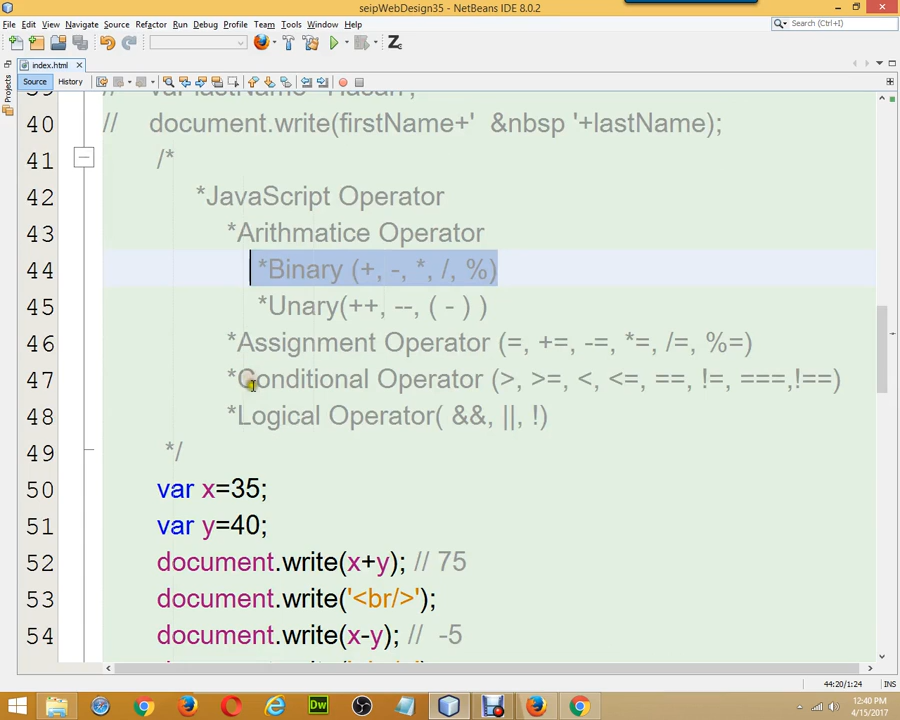 seipWebDesign35 - NetBeans IDE 8.0.2
File Edit View Navigate Source Refactor Run Debug Profile Team Tools Window Help
Search (Ctrl+I)
index.html
Source History
Projects
40 // document.write(firstName+' &nbsp '+lastName);
41 /*
42 *JavaScript Operator
43 *Arithmatice Operator
44 *Binary (+, -, *, /, %)
45 *Unary(++, --, ( - ) )
46 *Assignment Operator (=, +=, -=, *=, /=, %=)
47 *Conditional Operator (>, >=, <, <=, ==, !=, ===,!==)
48 *Logical Operator( &&, ||, !)
49 */
50 var x=35;
51 var y=40;
52 document.write(x+y); // 75
53 document.write('<br/>');
54 document.write(x-y); // -5
44:20/1:24 INS
Dw
12:40 PM
4/15/2017